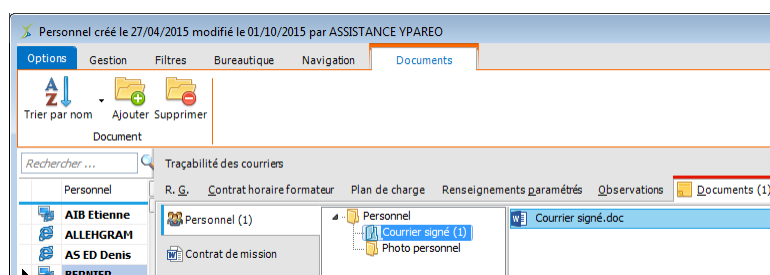 Personnel créé le 27/04/2015 modifié le 01/10/2015 par ASSISTANCE YPAREO
Options Gestion Filtres Bureautique Navigation Documents
Trier par nom Ajouter Supprimer
Document
Rechercher ... Traçabilité des courriers
Personnel R. G. Contrat horaire formateur Plan de charge Renseignements paramétrés Observations Documents (1)
AIB Etienne Personnel (1) Personnel Courrier signé.doc
ALLEHGRAM Courrier signé (1)
AS ED Denis Contrat de mission Photo personnel